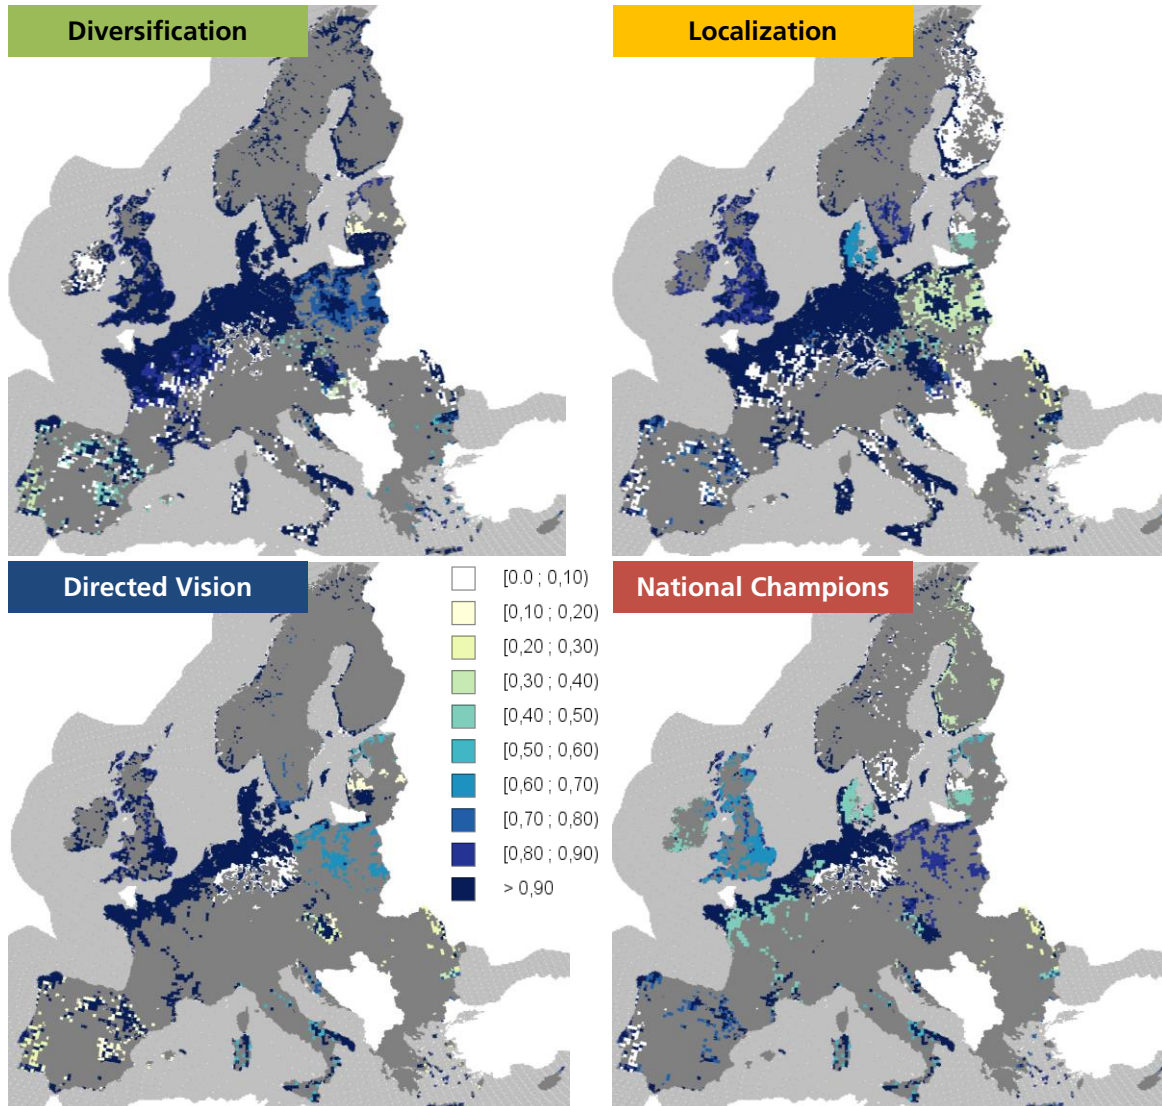 Diversification
Localization
Directed Vision
National Champions
[0.0 ; 0,10)
[0,10 ; 0,20)
[0,20 ; 0,30)
[0,30 ; 0,40)
[0,40 ; 0,50)
[0,50 ; 0,60)
[0,60 ; 0,70)
[0,70 ; 0,80)
[0,80 ; 0,90)
> 0,90